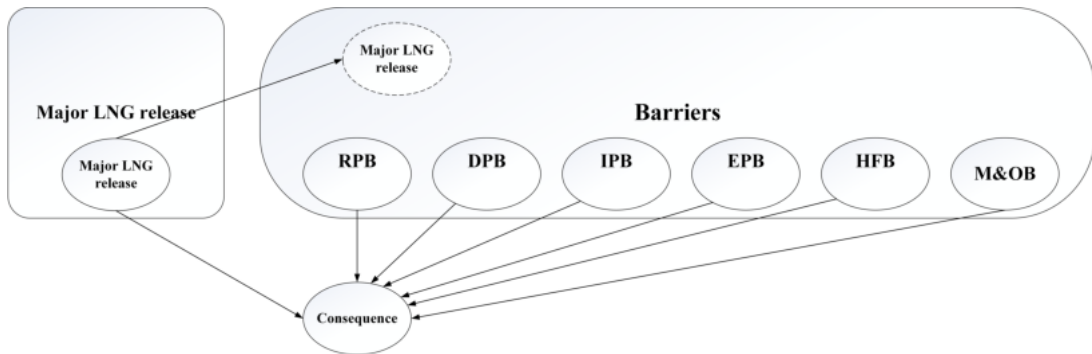 Major LNG release
Major LNG
release
Major LNG
release
Barriers
RPB
DPB
IPB
EPB
HFB
M&OB
Consequence